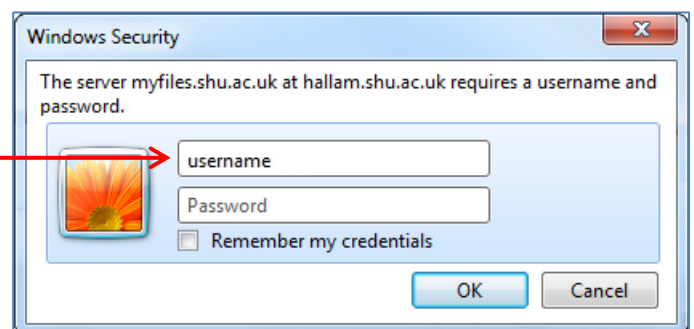 Windows Security
The server myfiles.shu.ac.uk at hallam.shu.ac.uk requires a username and
password.
username
Password
Remember my credentials
OK
Cancel